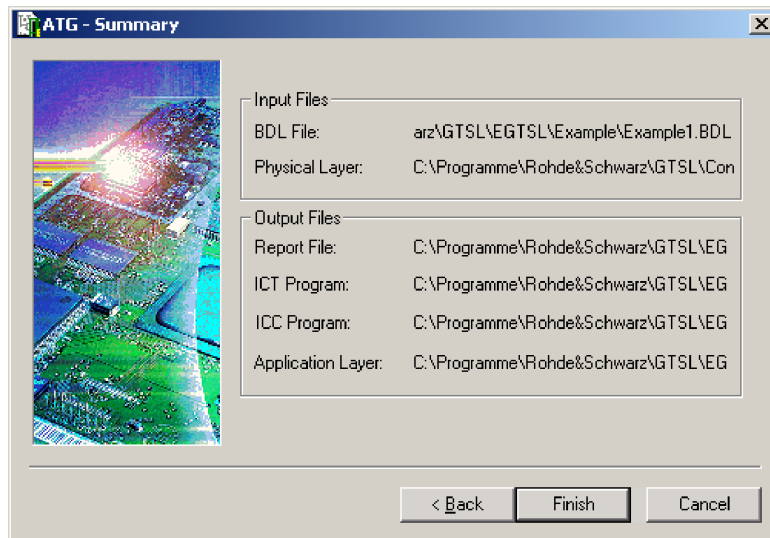 ATG - Summary
Input Files
BDL File: arz\GTSL\EGTSL\Example\Example1.BDL
Physical Layer: C:\Programme\Rohde&Schwarz\GTSL\Con
Output Files
Report File: C:\Programme\Rohde&Schwarz\GTSL\EG
ICT Program: C:\Programme\Rohde&Schwarz\GTSL\EG
ICC Program: C:\Programme\Rohde&Schwarz\GTSL\EG
Application Layer: C:\Programme\Rohde&Schwarz\GTSL\EG
< Back Finish Cancel